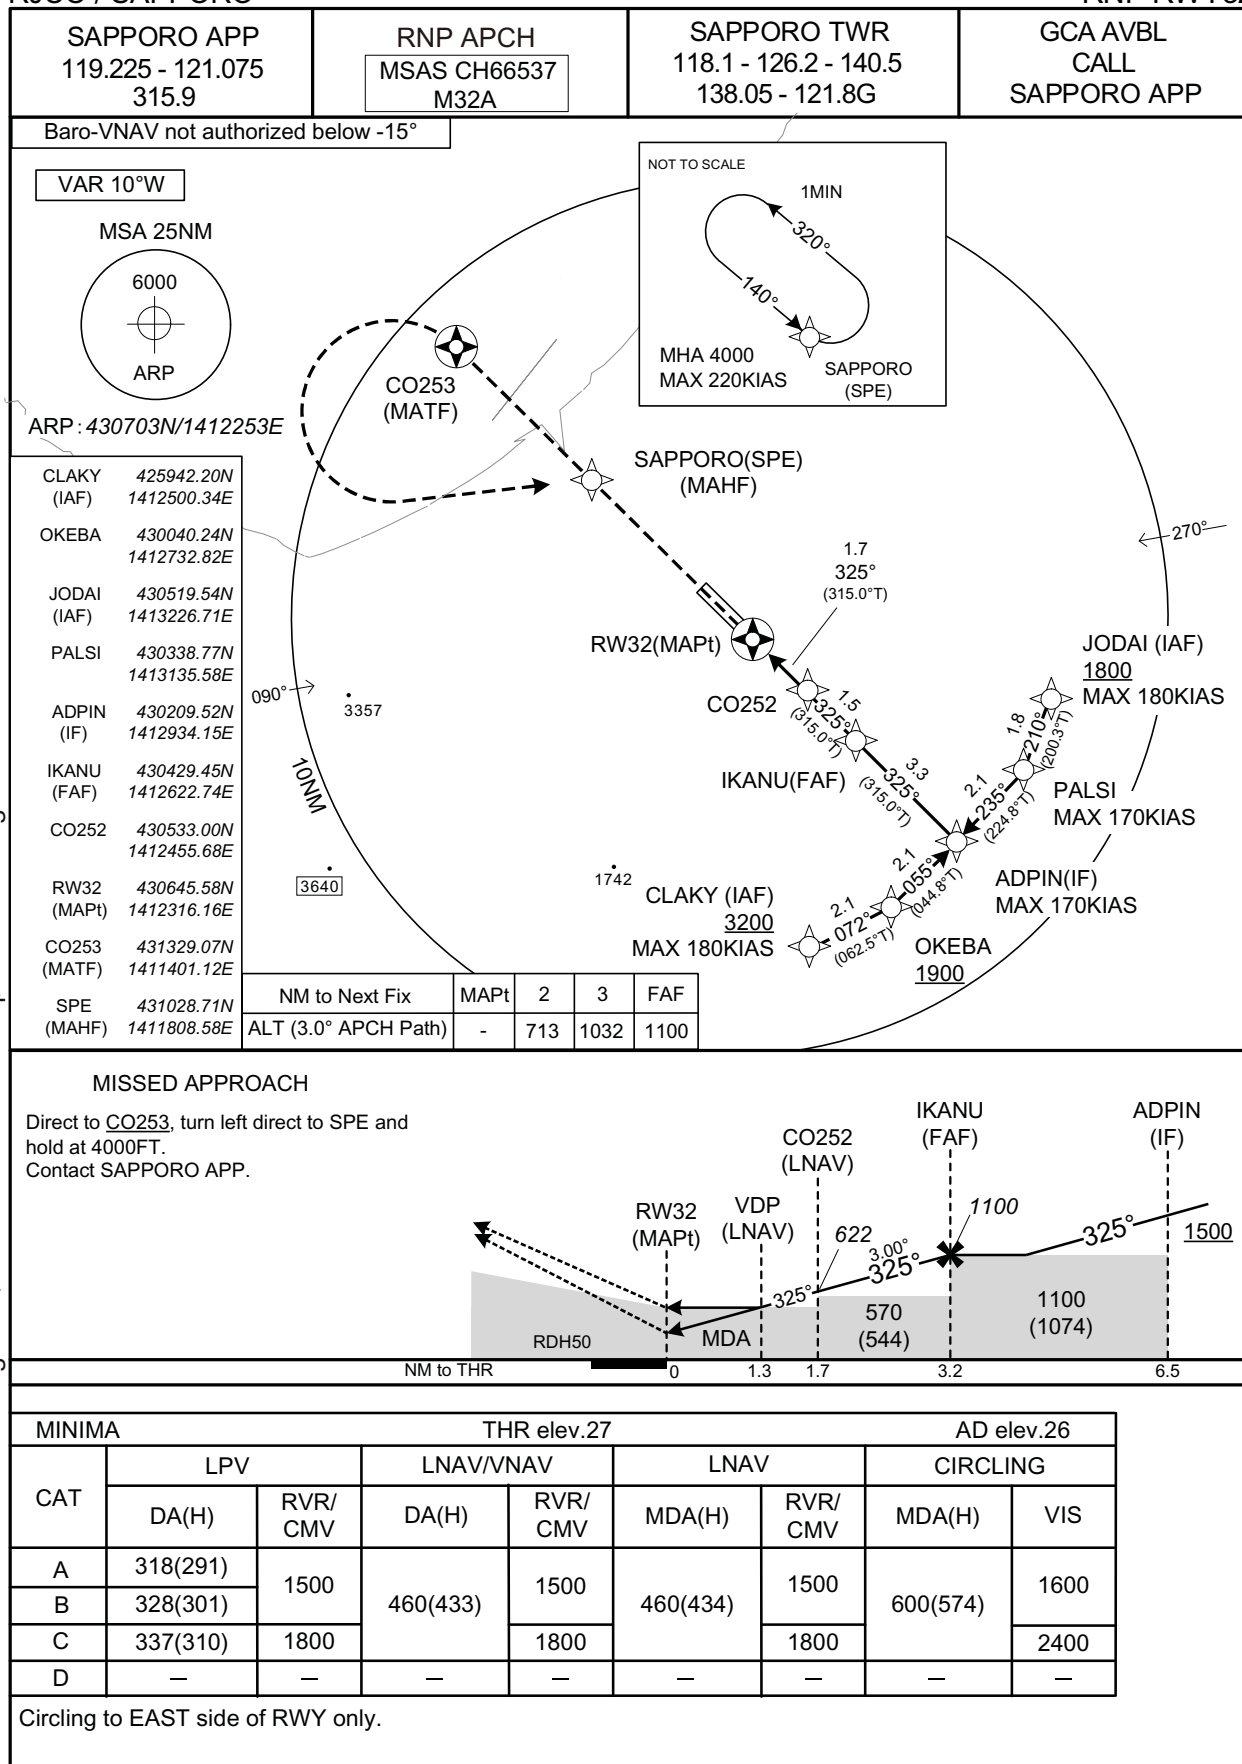 SAPPORO APP
119.225 - 121.075
315.9
RNP APCH
MSAS CH66537
M32A
SAPPORO TWR
118.1 - 126.2 - 140.5
138.05 - 121.8G
GCA AVBL
CALL
SAPPORO APP
Baro-VNAV not authorized below -15°
VAR 10°W
MSA 25NM
6000
ARP
ARP : 430703N/1412253E
NOT TO SCALE
1MIN
320°
140°
MHA 4000
MAX 220KIAS
SAPPORO
(SPE)
CO253
(MATF)
SAPPORO(SPE)
(MAHF)
270°
1.7
325°
(315.0°T)
RW32(MAPt)
CO252
1.5
325°
(315.0°T)
IKANU(FAF)
3.3
325°
(315.0°T)
JODAI (IAF)
1800
MAX 180KIAS
1.8
210°
(200.3°T)
PALSI
MAX 170KIAS
2.1
235°
(224.8°T)
ADPIN(IF)
MAX 170KIAS
2.1
055°
(044.8°T)
OKEBA
1900
CLAKY (IAF)
3200
MAX 180KIAS
2.1
072°
(062.5°T)
090°
3357
10NM
3640
1742
CLAKY 425942.20N
(IAF) 1412500.34E
OKEBA 430040.24N
1412732.82E
JODAI 430519.54N
(IAF) 1413226.71E
PALSI 430338.77N
1413135.58E
ADPIN 430209.52N
(IF) 1412934.15E
IKANU 430429.45N
(FAF) 1412622.74E
CO252 430533.00N
1412455.68E
RW32 430645.58N
(MAPt) 1412316.16E
CO253 431329.07N
(MATF) 1411401.12E
SPE 431028.71N
(MAHF) 1411808.58E
NM to Next Fix MAPt 2 3 FAF
ALT (3.0° APCH Path) - 713 1032 1100
MISSED APPROACH
Direct to CO253, turn left direct to SPE and
hold at 4000FT.
Contact SAPPORO APP.
RW32
(MAPt)
VDP
(LNAV)
CO252
(LNAV)
IKANU
(FAF)
ADPIN
(IF)
622
1100
3.00°
325°
325°
325°
1500
RDH50
MDA
570
(544)
1100
(1074)
NM to THR 0 1.3 1.7 3.2 6.5
MINIMA THR elev.27 AD elev.26
CAT LPV LNAV/VNAV LNAV CIRCLING
DA(H) RVR/CMV DA(H) RVR/CMV MDA(H) RVR/CMV MDA(H) VIS
A 318(291) 1500 460(433) 1500 460(434) 1500 600(574) 1600
B 328(301)
C 337(310) 1800 1800 1800 2400
D – – – – – – – –
Circling to EAST side of RWY only.